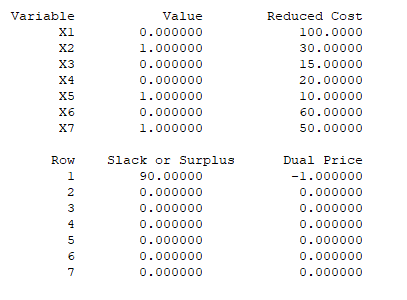 Variable Value Reduced Cost
X1 0.000000 100.0000
X2 1.000000 30.00000
X3 0.000000 15.00000
X4 0.000000 20.00000
X5 1.000000 10.00000
X6 0.000000 60.00000
X7 1.000000 50.00000
Row Slack or Surplus Dual Price
1 90.00000 -1.000000
2 0.000000 0.000000
3 0.000000 0.000000
4 0.000000 0.000000
5 0.000000 0.000000
6 0.000000 0.000000
7 0.000000 0.000000